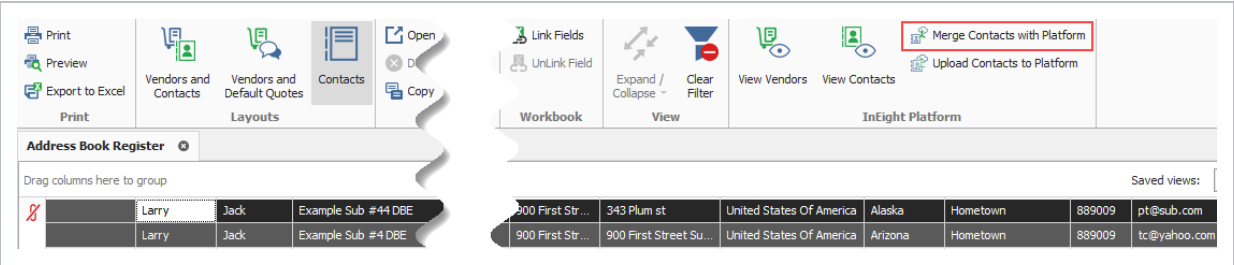 Print
Preview
Export to Excel
Print
Vendors and
Contacts
Vendors and
Default Quotes
Contacts
Layouts
Open
Copy
Link Fields
UnLink Field
Workbook
Expand /
Collapse
Clear
Filter
View
View Vendors
View Contacts
Merge Contacts with Platform
Upload Contacts to Platform
InEight Platform
Address Book Register
Drag columns here to group
Saved views:
Larry Jack Example Sub #44 DBE 900 First Str... 343 Plum st United States Of America Alaska Hometown 889009 pt@sub.com
Larry Jack Example Sub #4 DBE 900 First Str... 900 First Street Su... United States Of America Arizona Hometown 889009 tc@yahoo.com